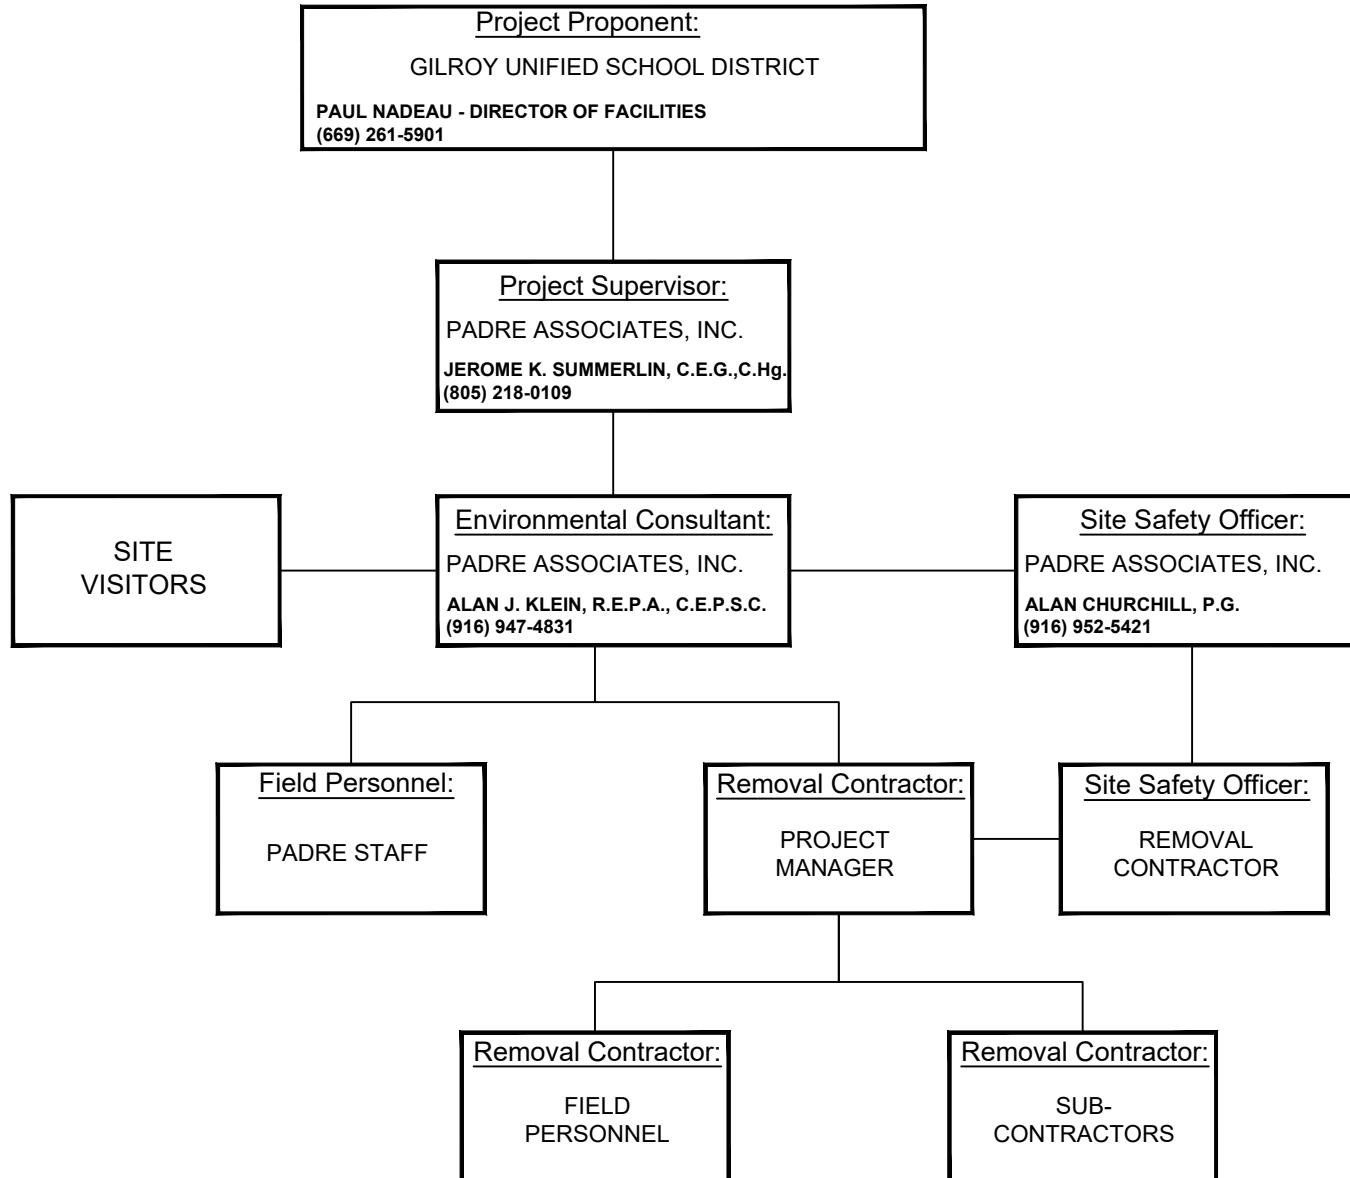 Project Proponent:
GILROY UNIFIED SCHOOL DISTRICT
PAUL NADEAU - DIRECTOR OF FACILITIES
(669) 261-5901
Project Supervisor:
PADRE ASSOCIATES, INC.
JEROME K. SUMMERLIN, C.E.G.,C.Hg.
(805) 218-0109
SITE
VISITORS
Environmental Consultant:
PADRE ASSOCIATES, INC.
ALAN J. KLEIN, R.E.P.A., C.E.P.S.C.
(916) 947-4831
Site Safety Officer:
PADRE ASSOCIATES, INC.
ALAN CHURCHILL, P.G.
(916) 952-5421
Field Personnel:
PADRE STAFF
Removal Contractor:
PROJECT
MANAGER
Site Safety Officer:
REMOVAL
CONTRACTOR
Removal Contractor:
FIELD
PERSONNEL
Removal Contractor:
SUB-
CONTRACTORS